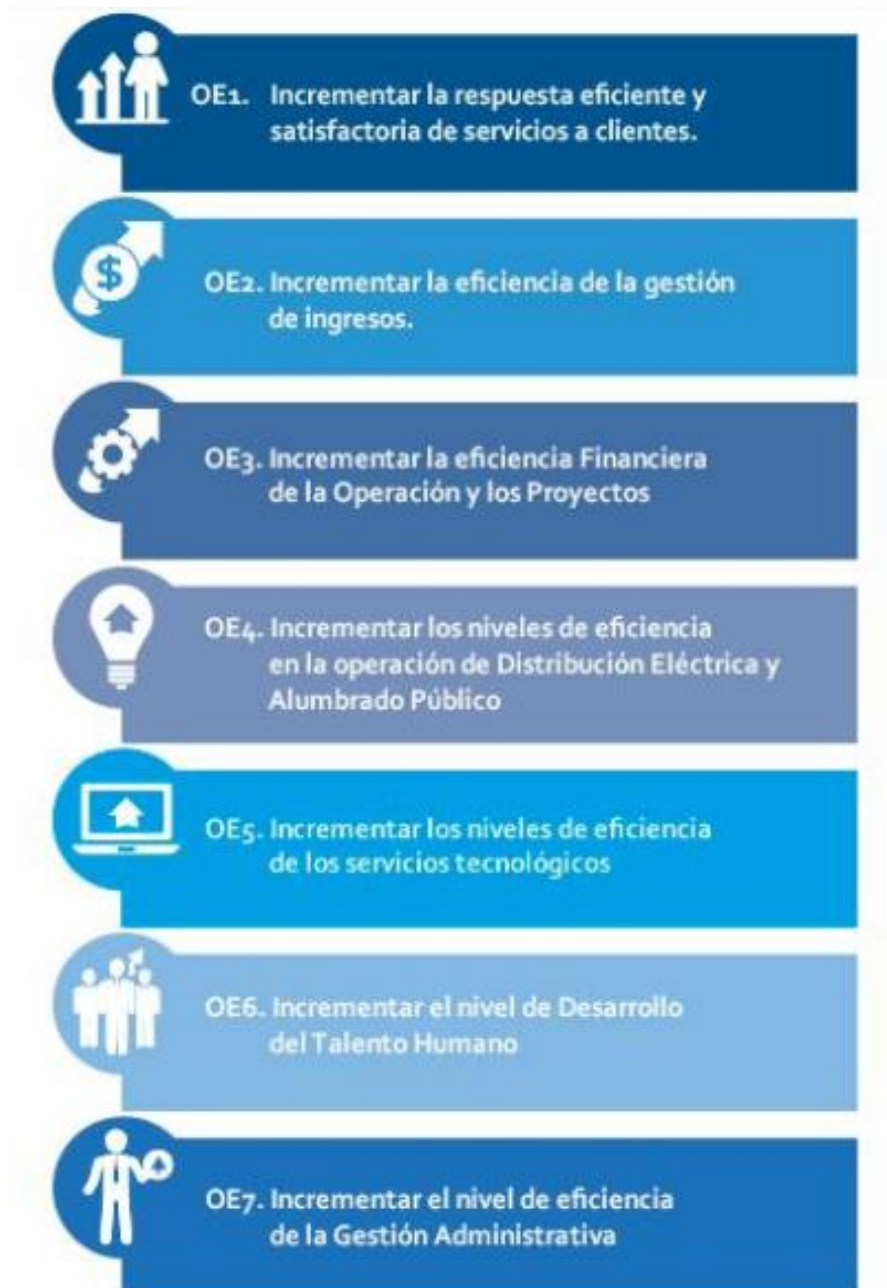 OE1. Incrementar la respuesta eficiente y
satisfactoria de servicios a clientes.
$
OE2. Incrementar la eficiencia de la gestión
de ingresos.
OE3. Incrementar la eficiencia Financiera
de la Operación y los Proyectos
OE4. Incrementar los niveles de eficiencia
en la operación de Distribución Eléctrica y
Alumbrado Público
OE5. Incrementar los niveles de eficiencia
de los servicios tecnológicos
OE6. Incrementar el nivel de Desarrollo
del Talento Humano
OE7. Incrementar el nivel de eficiencia
de la Gestión Administrativa